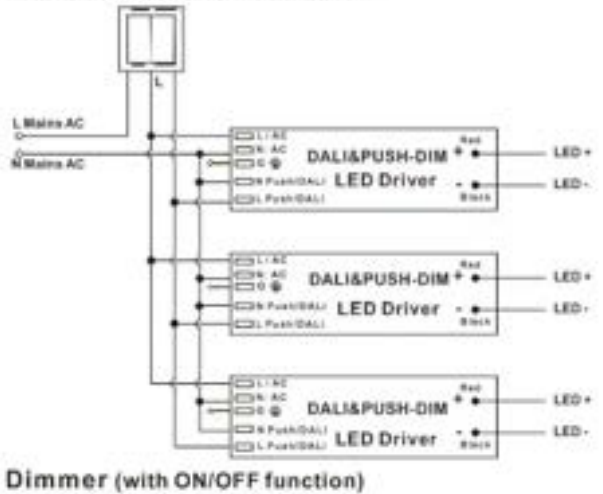 L
L Mains AC
N Mains AC
L / AC
N: AC
G
N Push(DALI)
L Push(DALI)
DALI&PUSH-DIM
LED Driver
Red
+
-
Black
LED +
LED -
L / AC
N: AC
G
N Push(DALI)
L Push(DALI)
DALI&PUSH-DIM
LED Driver
Red
+
-
Black
LED +
LED -
L / AC
N: AC
G
N Push(DALI)
L Push(DALI)
DALI&PUSH-DIM
LED Driver
Red
+
-
Black
LED +
LED -
Dimmer (with ON/OFF function)